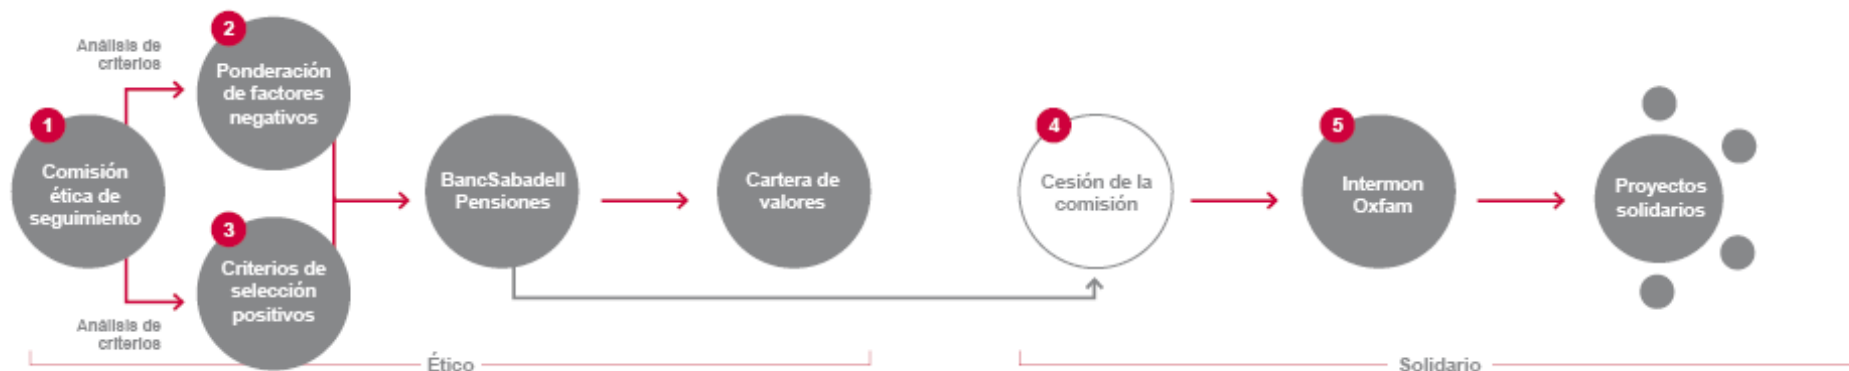 Análisis de
criterios
1
Comisión
ética de
seguimiento
2
Ponderación
de factores
negativos
3
Criterios de
selección
positivos
Análisis de
criterios
BancSabadell
Pensiones
Cartera de
valores
Ético
4
Cesión de la
comisión
5
Intermon
Oxfam
Proyectos
solidarios
Solidario